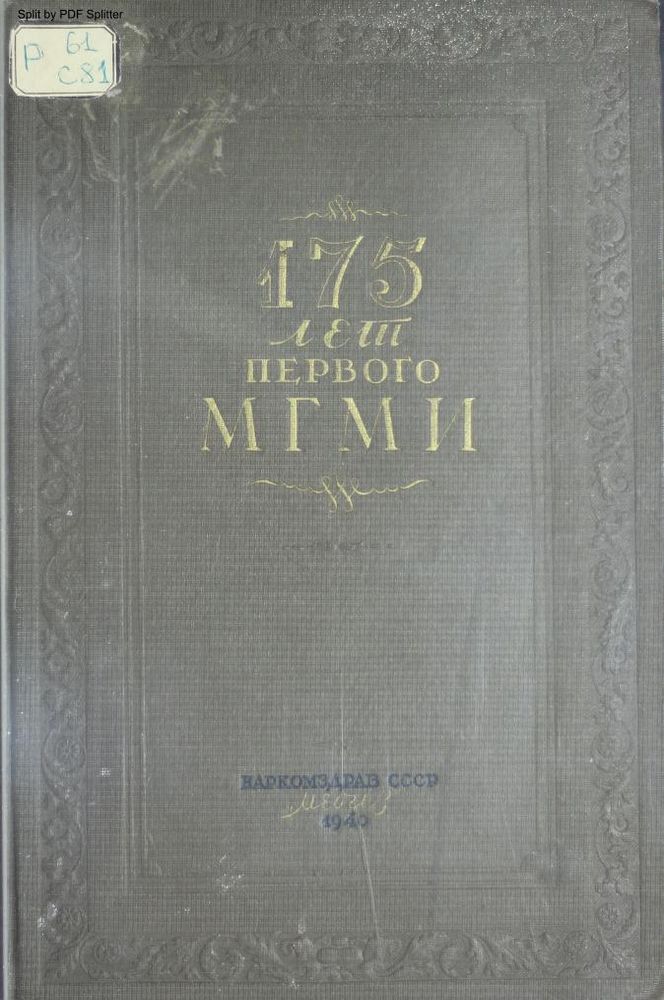 Split by PDF Splitter
Р 61
С81
175
лет
ПЕРВОГО
МГМИ
НАРКОМЗДРАВ СССР
МЕДГИЗ
1940